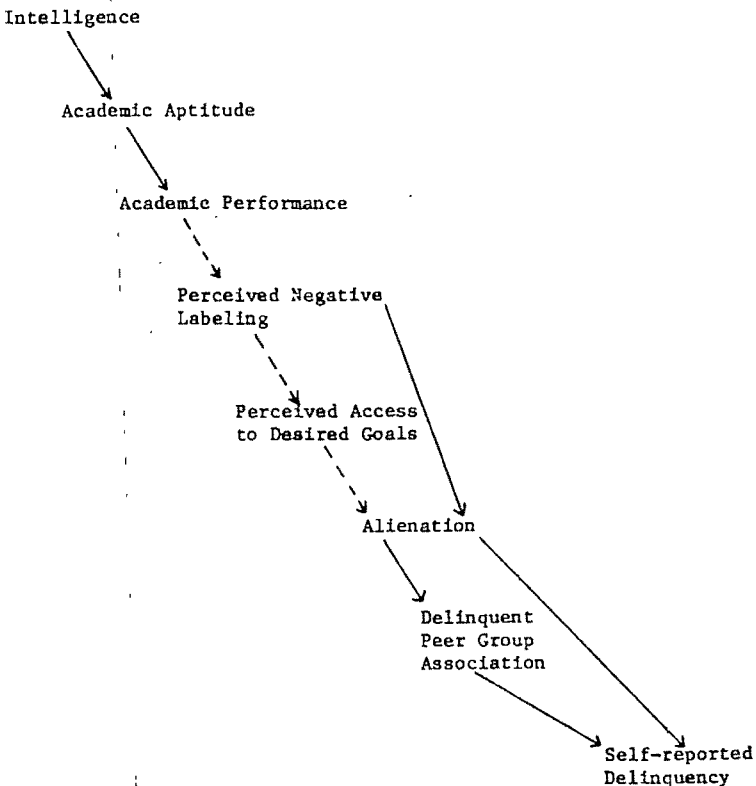 Intelligence
Academic Aptitude
Academic Performance
Perceived Negative
Labeling
Perceived Access
to Desired Goals
Alienation
Delinquent
Peer Group
Association
Self-reported
Delinquency